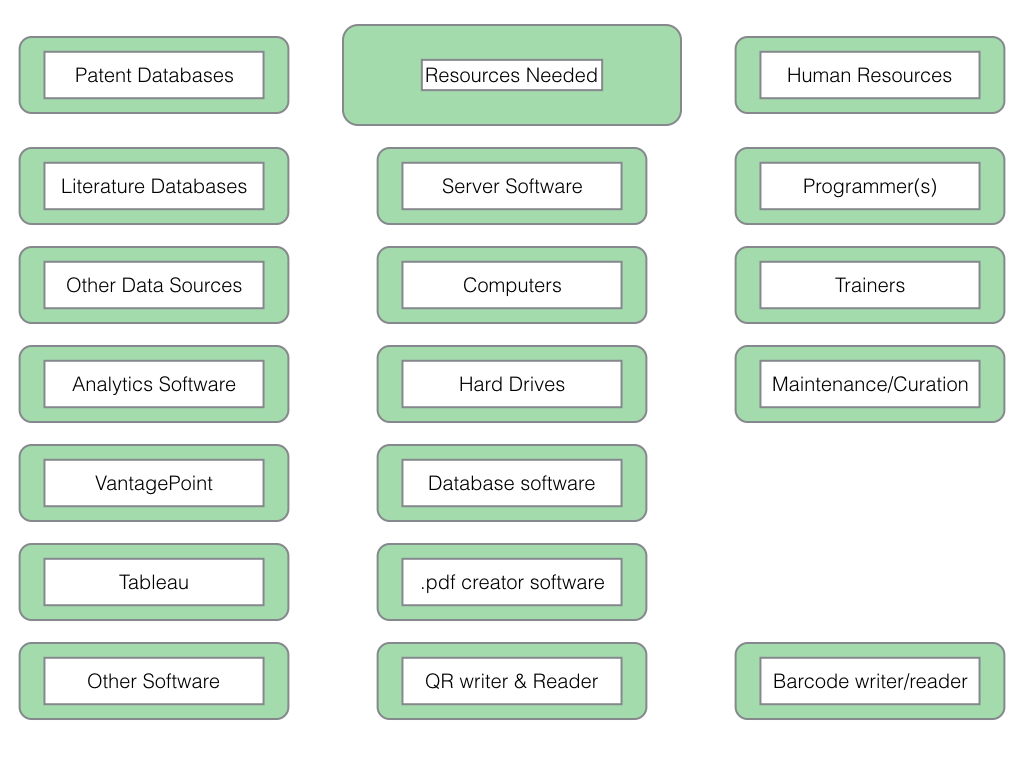 Patent Databases
Resources Needed
Human Resources
Literature Databases
Server Software
Programmer(s)
Other Data Sources
Computers
Trainers
Analytics Software
Hard Drives
Maintenance/Curation
VantagePoint
Database software
Tableau
.pdf creator software
Other Software
QR writer & Reader
Barcode writer/reader